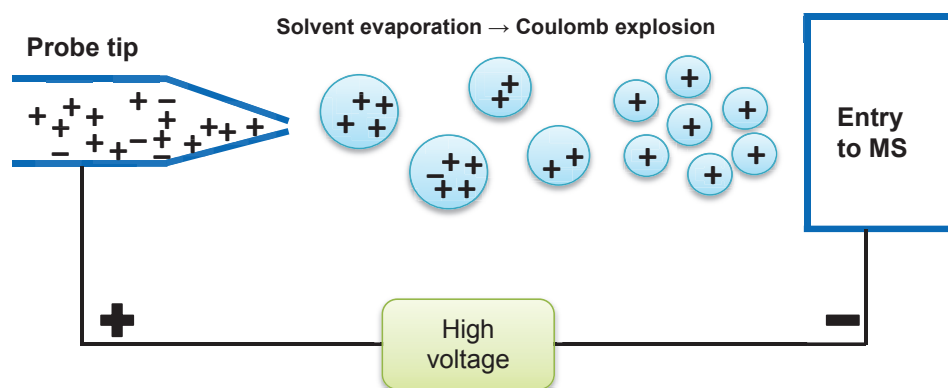 Solvent evaporation → Coulomb explosion
Probe tip
Entry
to MS
High
voltage